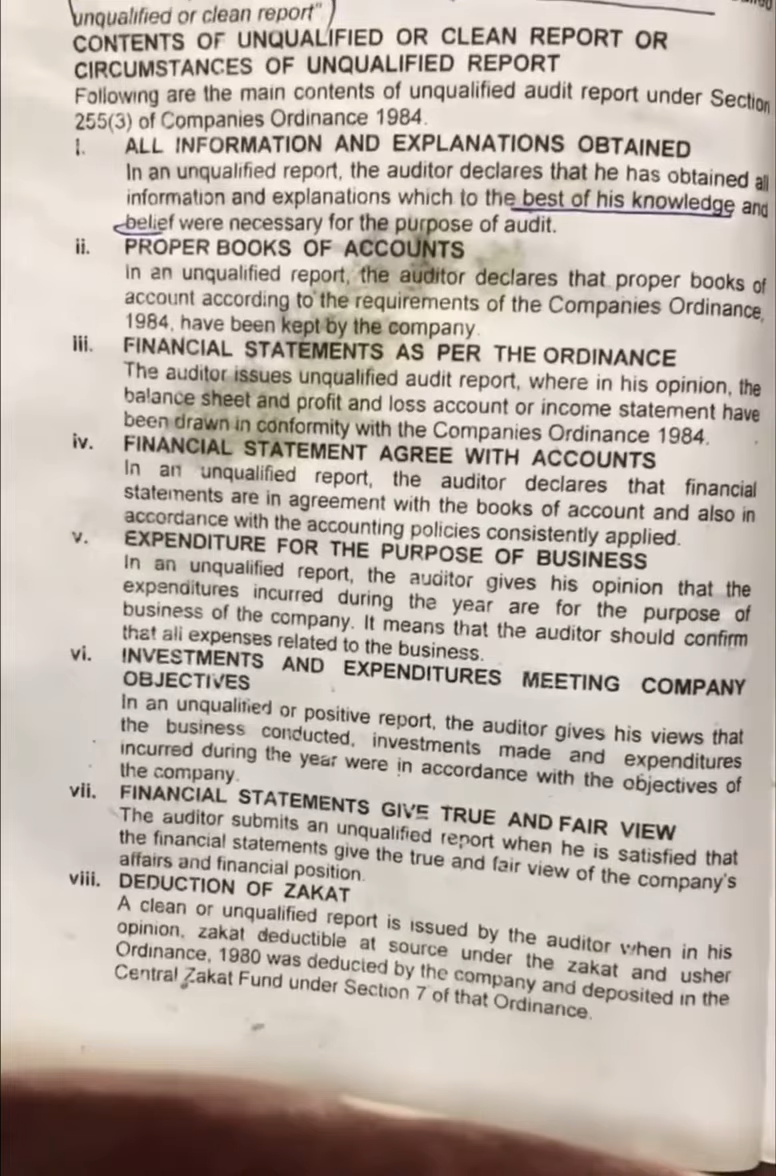 unqualified or clean report")
CONTENTS OF UNQUALIFIED OR CLEAN REPORT OR
CIRCUMSTANCES OF UNQUALIFIED REPORT
Following are the main contents of unqualified audit report under Section
255(3) of Companies Ordinance 1984.
i. ALL INFORMATION AND EXPLANATIONS OBTAINED
In an unqualified report, the auditor declares that he has obtained all
information and explanations which to the best of his knowledge and
belief were necessary for the purpose of audit.
ii. PROPER BOOKS OF ACCOUNTS
In an unqualified report, the auditor declares that proper books of
account according to the requirements of the Companies Ordinance,
1984, have been kept by the company.
iii. FINANCIAL STATEMENTS AS PER THE ORDINANCE
The auditor issues unqualified audit report, where in his opinion, the
balance sheet and profit and loss account or income statement have
been drawn in conformity with the Companies Ordinance 1984.
iv. FINANCIAL STATEMENT AGREE WITH ACCOUNTS
In an unqualified report, the auditor declares that financial
statements are in agreement with the books of account and also in
accordance with the accounting policies consistently applied.
v. EXPENDITURE FOR THE PURPOSE OF BUSINESS
In an unqualified report, the auditor gives his opinion that the
expenditures incurred during the year are for the purpose of
business of the company. It means that the auditor should confirm
that all expenses related to the business.
vi. INVESTMENTS AND EXPENDITURES MEETING COMPANY
OBJECTIVES
In an unqualified or positive report, the auditor gives his views that
the business conducted, investments made and expenditures
incurred during the year were in accordance with the objectives of
the company.
vii. FINANCIAL STATEMENTS GIVE TRUE AND FAIR VIEW
The auditor submits an unqualified report when he is satisfied that
the financial statements give the true and fair view of the company's
affairs and financial position.
viii. DEDUCTION OF ZAKAT
A clean or unqualified report is issued by the auditor when in his
opinion, zakat deductible at source under the zakat and usher
Ordinance, 1980 was deducted by the company and deposited in the
Central Zakat Fund under Section 7 of that Ordinance.